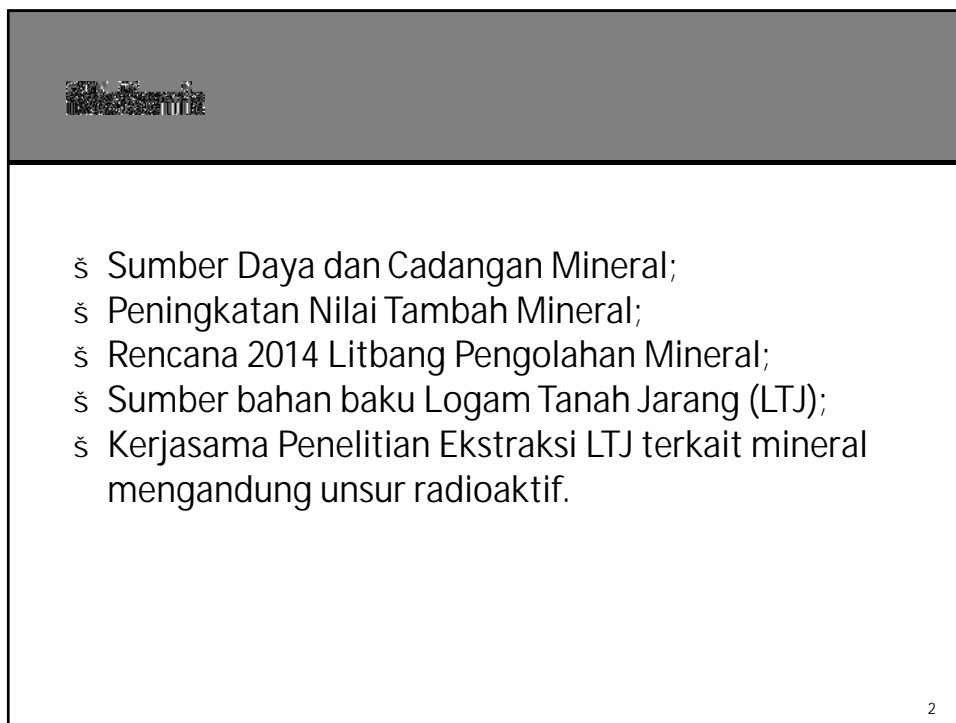 š Sumber Daya dan Cadangan Mineral;
š Peningkatan Nilai Tambah Mineral;
š Rencana 2014 Litbang Pengolahan Mineral;
š Sumber bahan baku Logam Tanah Jarang (LTJ);
š Kerjasama Penelitian Ekstraksi LTJ terkait mineral
mengandung unsur radioaktif.
2